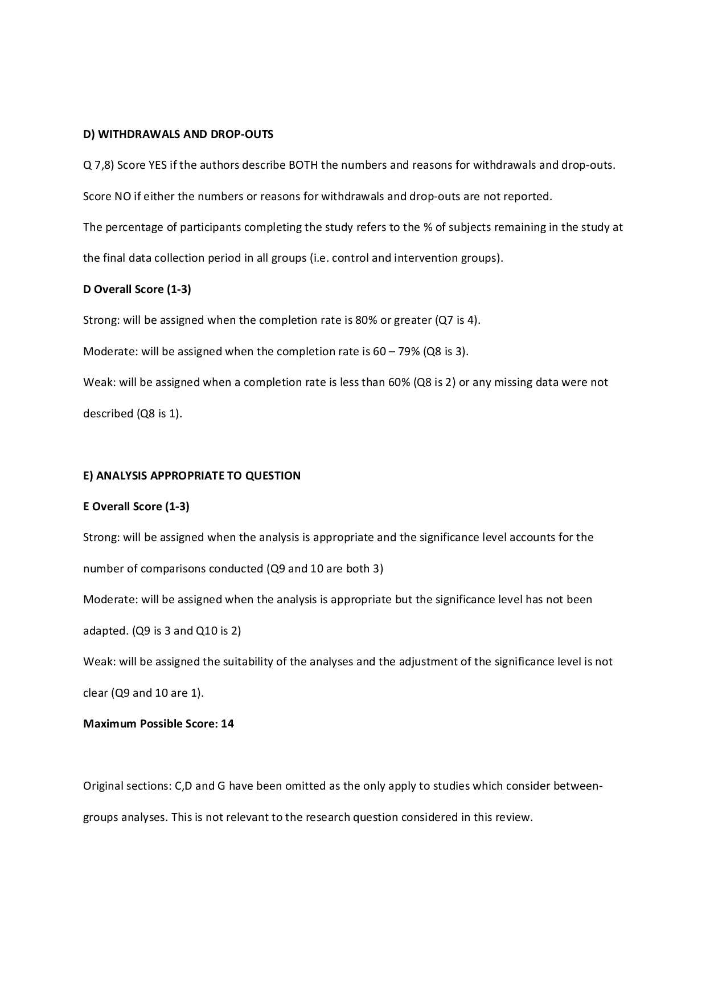 D) WITHDRAWALS AND DROP-OUTS
Q 7,8) Score YES if the authors describe BOTH the numbers and reasons for withdrawals and drop-outs.
Score NO if either the numbers or reasons for withdrawals and drop-outs are not reported.
The percentage of participants completing the study refers to the % of subjects remaining in the study at
the final data collection period in all groups (i.e. control and intervention groups).
D Overall Score (1-3)
Strong: will be assigned when the completion rate is 80% or greater (Q7 is 4).
Moderate: will be assigned when the completion rate is 60 – 79% (Q8 is 3).
Weak: will be assigned when a completion rate is less than 60% (Q8 is 2) or any missing data were not
described (Q8 is 1).
E) ANALYSIS APPROPRIATE TO QUESTION
E Overall Score (1-3)
Strong: will be assigned when the analysis is appropriate and the significance level accounts for the
number of comparisons conducted (Q9 and 10 are both 3)
Moderate: will be assigned when the analysis is appropriate but the significance level has not been
adapted. (Q9 is 3 and Q10 is 2)
Weak: will be assigned the suitability of the analyses and the adjustment of the significance level is not
clear (Q9 and 10 are 1).
Maximum Possible Score: 14
Original sections: C,D and G have been omitted as the only apply to studies which consider between-
groups analyses. This is not relevant to the research question considered in this review.